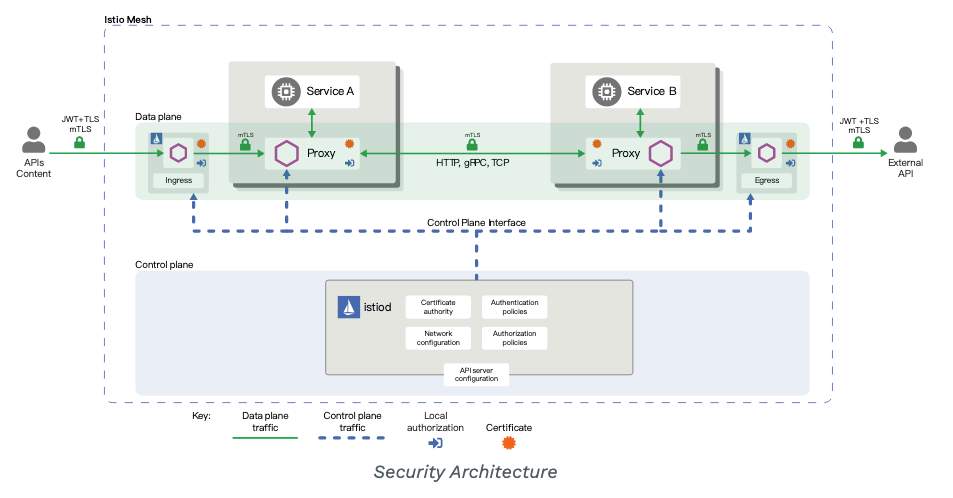 Istio Mesh
Service A
Service B
Data plane
JWT+TLS
mTLS
JWT +TLS
mTLS
mTLS
mTLS
mTLS
Proxy
Proxy
HTTP, gRPC, TCP
APIs
Content
External
API
Ingress
Egress
Control Plane Interface
Control plane
istiod
Certificate
authority
Authentication
policies
Network
configuration
Authorization
policies
API server
configuration
Key:
Data plane
traffic
Control plane
traffic
Local
authorization
Certificate
Security Architecture